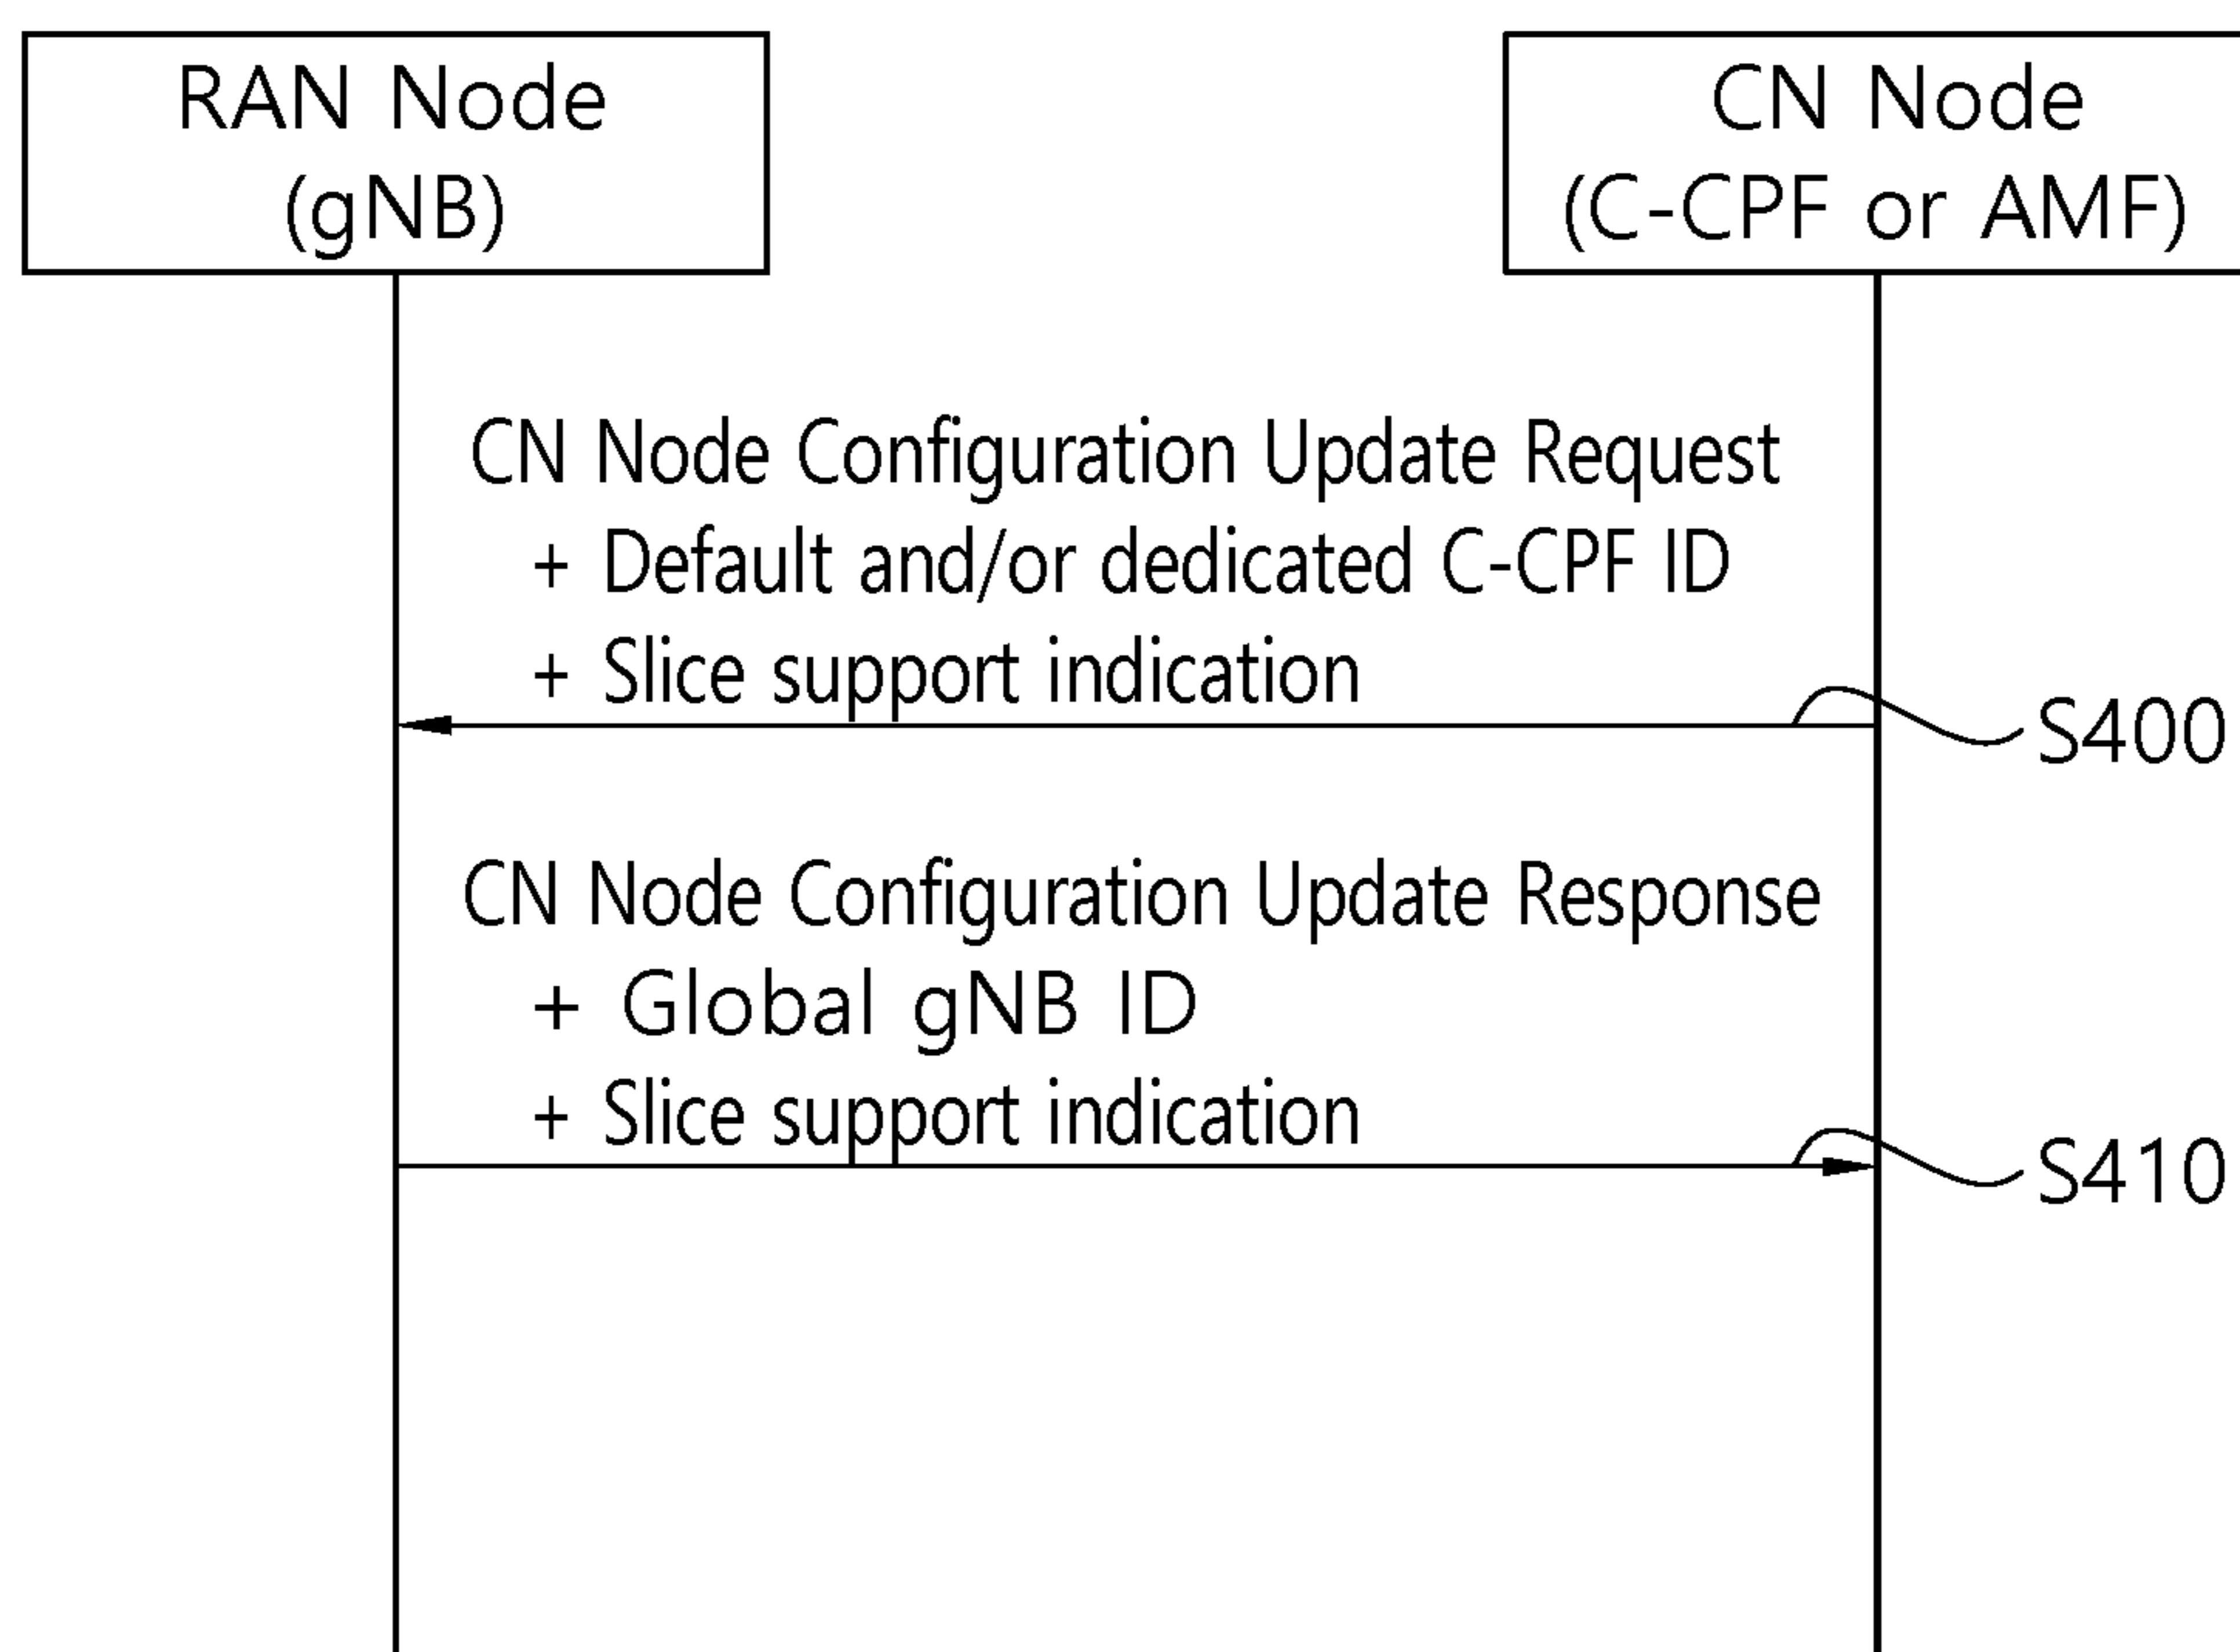 RAN Node
(gNB)
CN Node
(C-CPF or AMF)
CN Node Configuration Update Request
+ Default and/or dedicated C-CPF ID
+ Slice support indication
S400
CN Node Configuration Update Response
+ Global gNB ID
+ Slice support indication
S410